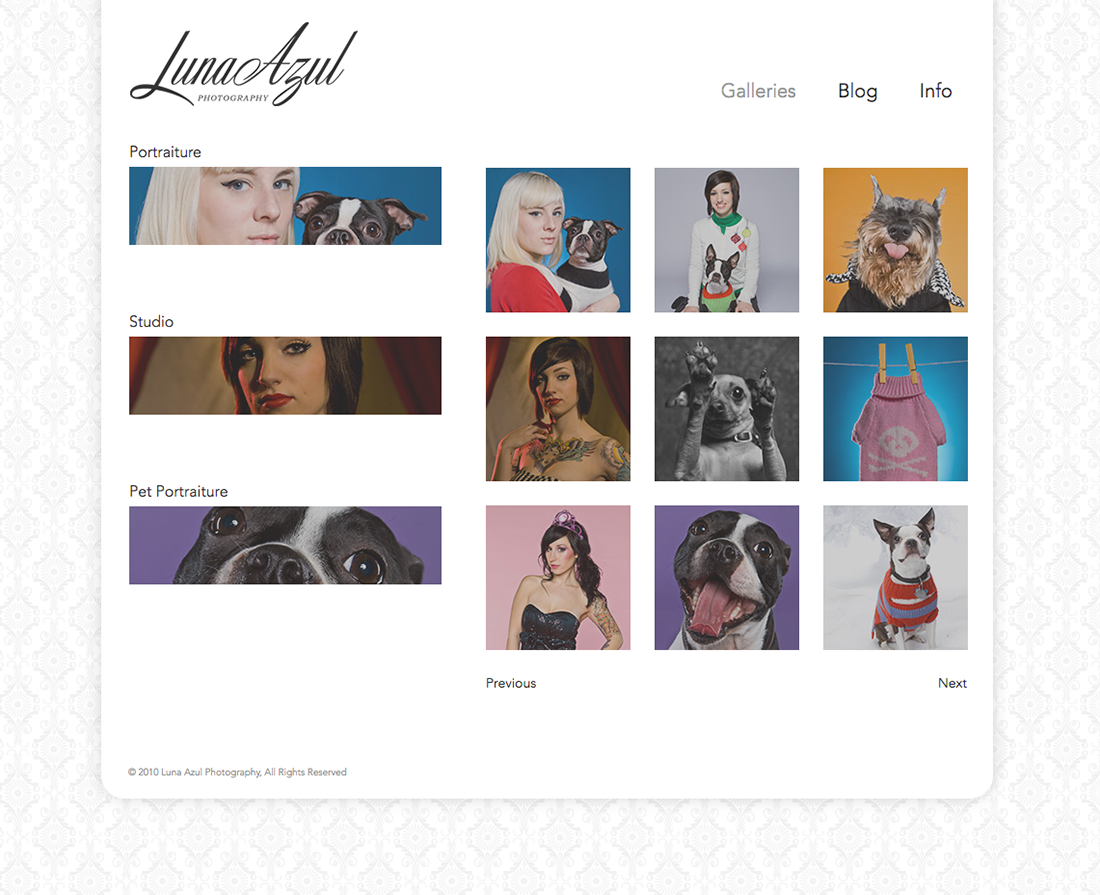 LunaAzul
PHOTOGRAPHY
Galleries
Blog
Info
Portraiture
Studio
Pet Portraiture
Previous
Next
© 2010 Luna Azul Photography, All Rights Reserved